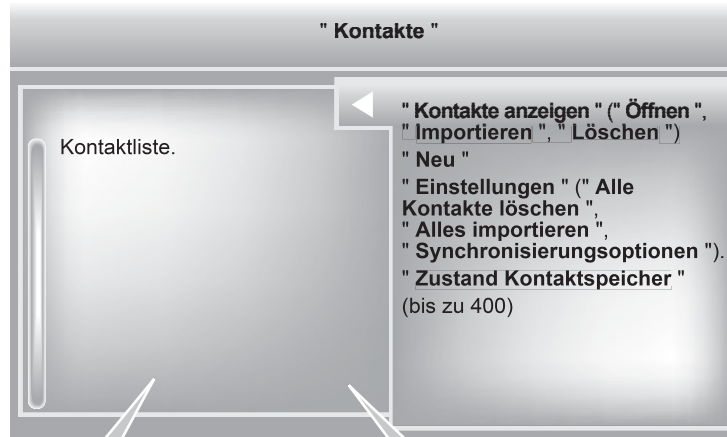 " Kontakte "
Kontaktliste.
" Kontakte anzeigen " (" Öffnen ",
" Importieren ", " Löschen ")
" Neu "
" Einstellungen " (" Alle
Kontakte löschen ",
" Alles importieren ",
" Synchronisierungsoptionen ").
" Zustand Kontaktspeicher "
(bis zu 400)